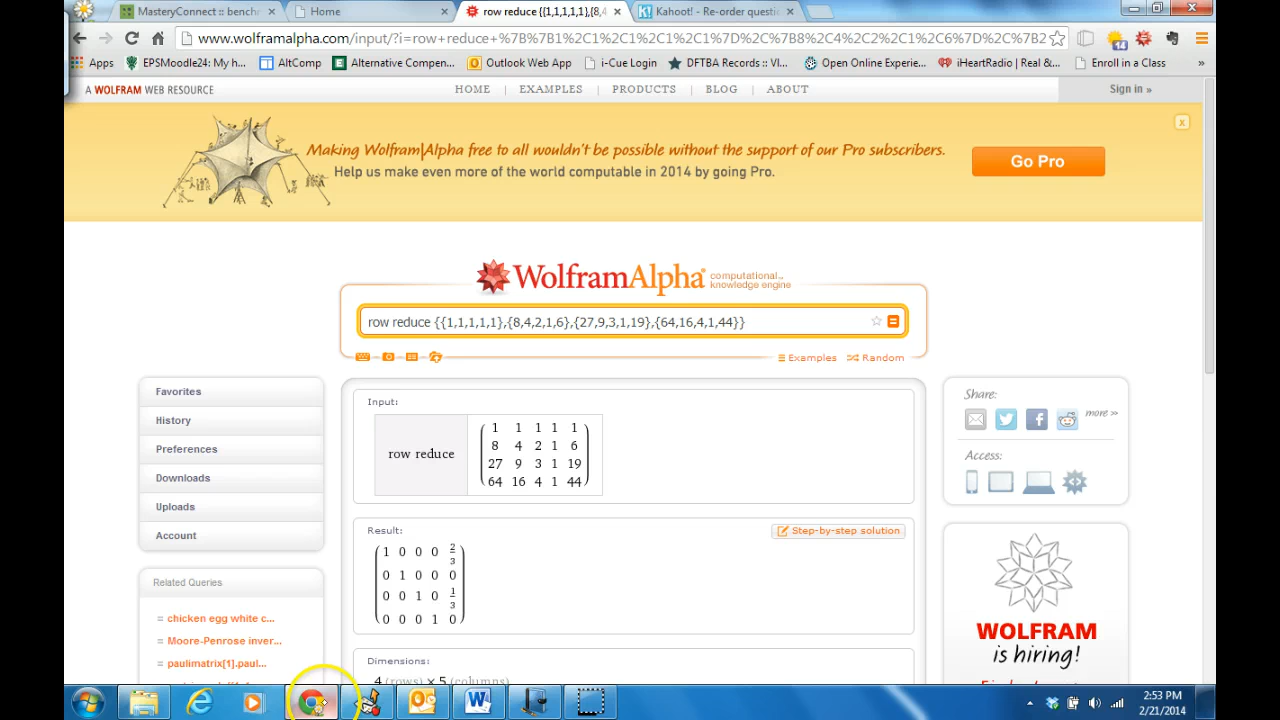 MasteryConnect :: benchm
Home
row reduce {{1,1,1,1,1},{8,4
Kahoot! - Re-order questi
www.wolframalpha.com/input/?i=row+reduce+%7B%7B1%2C1%2C1%2C1%2C1%7D%2C%7B8%2C4%2C2%2C1%2C6%7D%2C%7B2
14
Apps
EPSMoodle24: My h...
AltComp
Alternative Compen...
Outlook Web App
i-Cue Login
DFTBA Records :: Vl...
Open Online Experie...
iHeartRadio | Real &...
Enroll in a Class
»
A WOLFRAM WEB RESOURCE
HOME | EXAMPLES | PRODUCTS | BLOG | ABOUT
Sign in »
x
Making Wolfram|Alpha free to all wouldn't be possible without the support of our Pro subscribers.
Help us make even more of the world computable in 2014 by going Pro.
Go Pro
WolframAlpha computational knowledge engine
row reduce {{1,1,1,1,1},{8,4,2,1,6},{27,9,3,1,19},{64,16,4,1,44}}
Examples
Random
Favorites
History
Preferences
Downloads
Uploads
Account
Related Queries
= chicken egg white c...
= Moore-Penrose inver...
= paulimatrix[1].paul...
Input:
row reduce
1 1 1 1 1
8 4 2 1 6
27 9 3 1 19
64 16 4 1 44
Result:
Step-by-step solution
1 0 0 0 2/3
0 1 0 0 0
0 0 1 0 1/3
0 0 0 1 0
Dimensions:
4 (rows) × 5 (columns)
Share:
more »
Access:
WOLFRAM
is hiring!
2:53 PM
2/21/2014